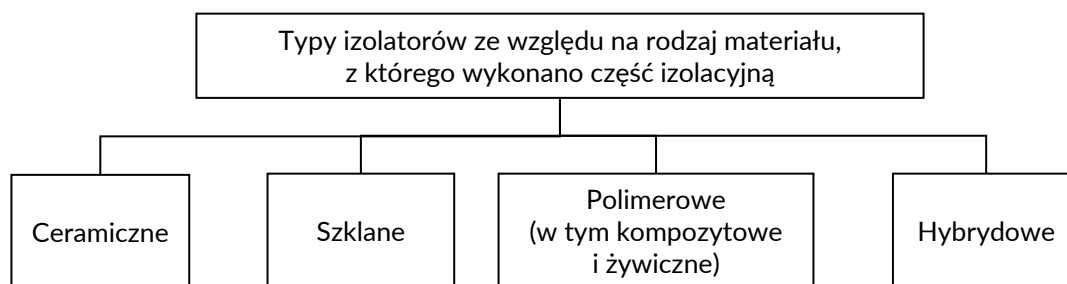 Typy izolatorów ze względu na rodzaj materiału,
z którego wykonano część izolacyjną
Ceramiczne
Szklane
Polimerowe
(w tym kompozytowe
i żywiczne)
Hybrydowe